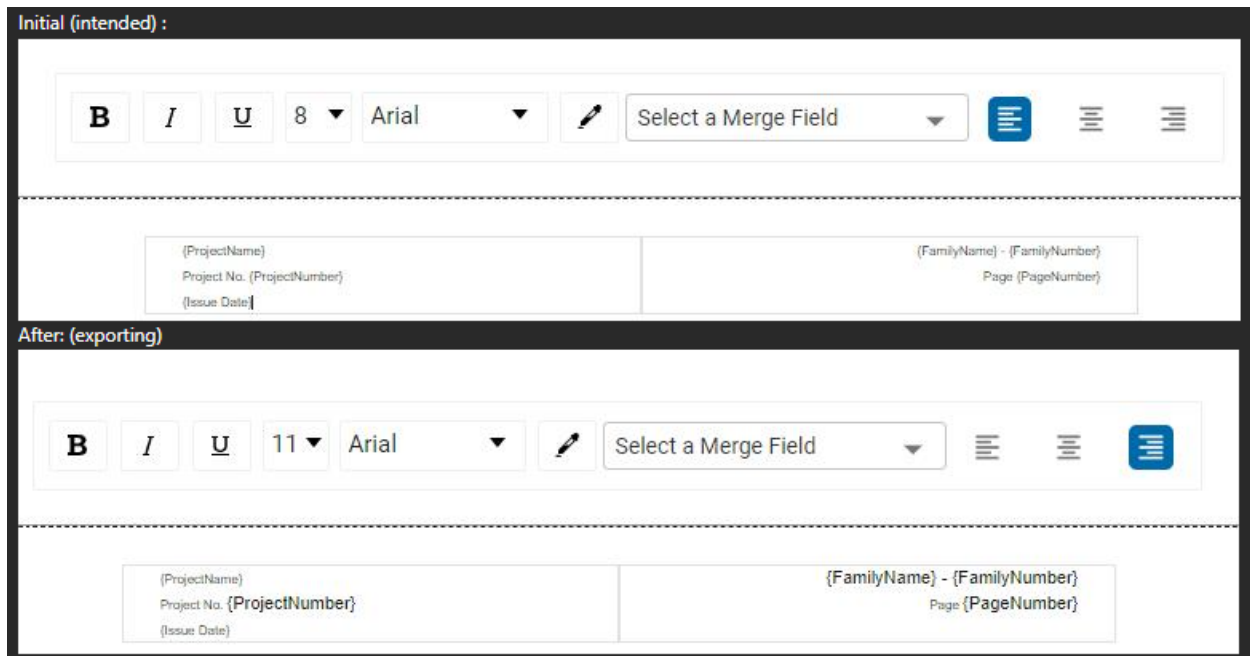 Initial (intended) :
B I U 8 Arial Select a Merge Field
{ProjectName}
Project No. {ProjectNumber}
{Issue Date}
{FamilyName} - {FamilyNumber}
Page {PageNumber}
After: (exporting)
B I U 11 Arial Select a Merge Field
{ProjectName}
Project No. {ProjectNumber}
{Issue Date}
{FamilyName} - {FamilyNumber}
Page {PageNumber}